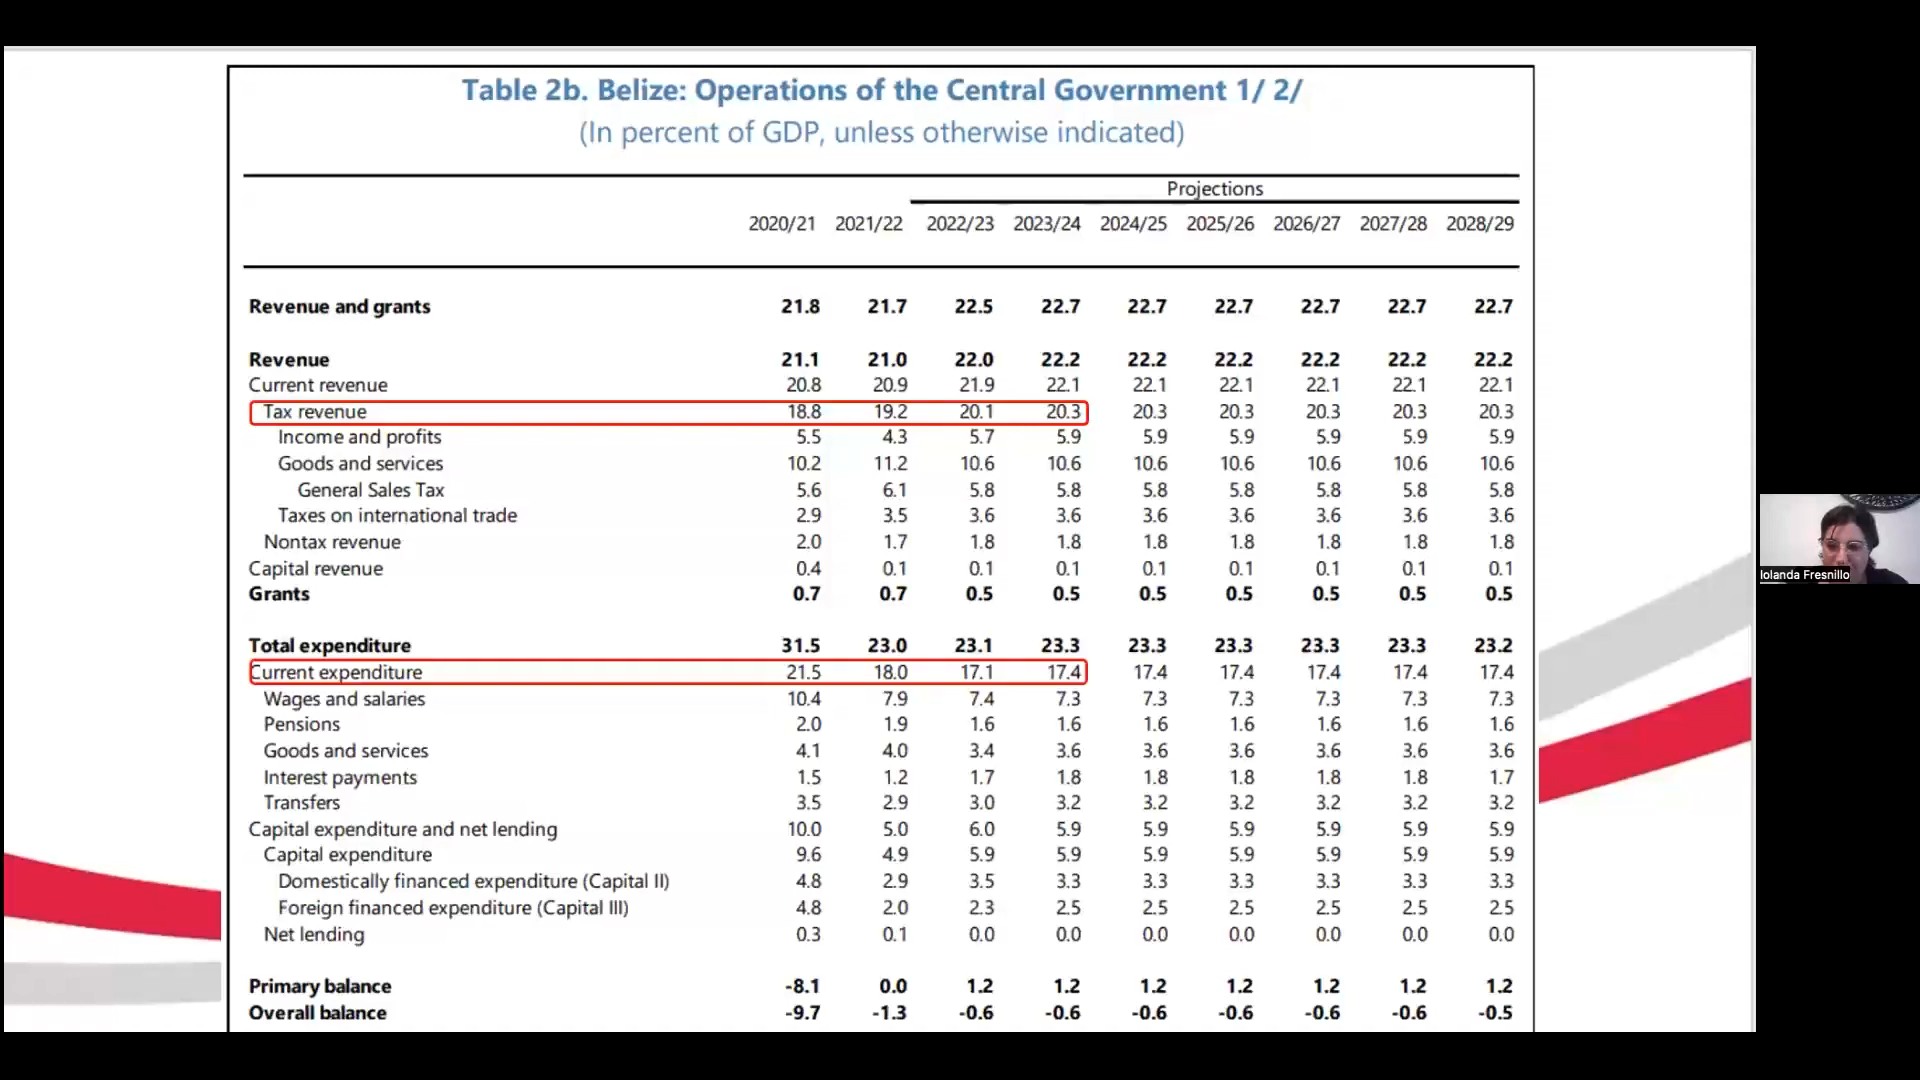 Table 2b. Belize: Operations of the Central Government 1/ 2/
(In percent of GDP, unless otherwise indicated)
Projections
2020/21 2021/22 2022/23 2023/24 2024/25 2025/26 2026/27 2027/28 2028/29
Revenue and grants 21.8 21.7 22.5 22.7 22.7 22.7 22.7 22.7 22.7
Revenue 21.1 21.0 22.0 22.2 22.2 22.2 22.2 22.2 22.2
Current revenue 20.8 20.9 21.9 22.1 22.1 22.1 22.1 22.1 22.1
Tax revenue 18.8 19.2 20.1 20.3 20.3 20.3 20.3 20.3 20.3
Income and profits 5.5 4.3 5.7 5.9 5.9 5.9 5.9 5.9 5.9
Goods and services 10.2 11.2 10.6 10.6 10.6 10.6 10.6 10.6 10.6
General Sales Tax 5.6 6.1 5.8 5.8 5.8 5.8 5.8 5.8 5.8
Taxes on international trade 2.9 3.5 3.6 3.6 3.6 3.6 3.6 3.6 3.6
Nontax revenue 2.0 1.7 1.8 1.8 1.8 1.8 1.8 1.8 1.8
Capital revenue 0.4 0.1 0.1 0.1 0.1 0.1 0.1 0.1 0.1
Grants 0.7 0.7 0.5 0.5 0.5 0.5 0.5 0.5 0.5
Total expenditure 31.5 23.0 23.1 23.3 23.3 23.3 23.3 23.3 23.2
Current expenditure 21.5 18.0 17.1 17.4 17.4 17.4 17.4 17.4 17.4
Wages and salaries 10.4 7.9 7.4 7.3 7.3 7.3 7.3 7.3 7.3
Pensions 2.0 1.9 1.6 1.6 1.6 1.6 1.6 1.6 1.6
Goods and services 4.1 4.0 3.4 3.6 3.6 3.6 3.6 3.6 3.6
Interest payments 1.5 1.2 1.7 1.8 1.8 1.8 1.8 1.8 1.7
Transfers 3.5 2.9 3.0 3.2 3.2 3.2 3.2 3.2 3.2
Capital expenditure and net lending 10.0 5.0 6.0 5.9 5.9 5.9 5.9 5.9 5.9
Capital expenditure 9.6 4.9 5.9 5.9 5.9 5.9 5.9 5.9 5.9
Domestically financed expenditure (Capital II) 4.8 2.9 3.5 3.3 3.3 3.3 3.3 3.3 3.3
Foreign financed expenditure (Capital III) 4.8 2.0 2.3 2.5 2.5 2.5 2.5 2.5 2.5
Net lending 0.3 0.1 0.0 0.0 0.0 0.0 0.0 0.0 0.0
Primary balance -8.1 0.0 1.2 1.2 1.2 1.2 1.2 1.2 1.2
Overall balance -9.7 -1.3 -0.6 -0.6 -0.6 -0.6 -0.6 -0.6 -0.5
Iolanda Fresnillo